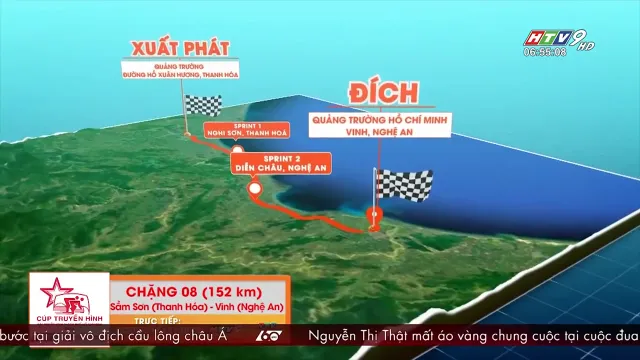 HTV9 HD
06:55:08
XUẤT PHÁT
QUẢNG TRƯỜNG
ĐƯỜNG HỒ XUÂN HƯƠNG, THANH HÓA
ĐÍCH
QUẢNG TRƯỜNG HỒ CHÍ MINH
VINH, NGHỆ AN
SPRINT 1
NGHI SƠN, THANH HOÁ
SPRINT 2
DIỄN CHÂU, NGHỆ AN
CHẶNG 08 (152 km)
Sầm Sơn (Thanh Hóa) - Vinh (Nghệ An)
TRỰC TIẾP:
CÚP TRUYỀN HÌNH
bước tại giải vô địch cầu lông châu Á
60
Nguyễn Thị Thật mất áo vàng chung cuộc tại cuộc đua